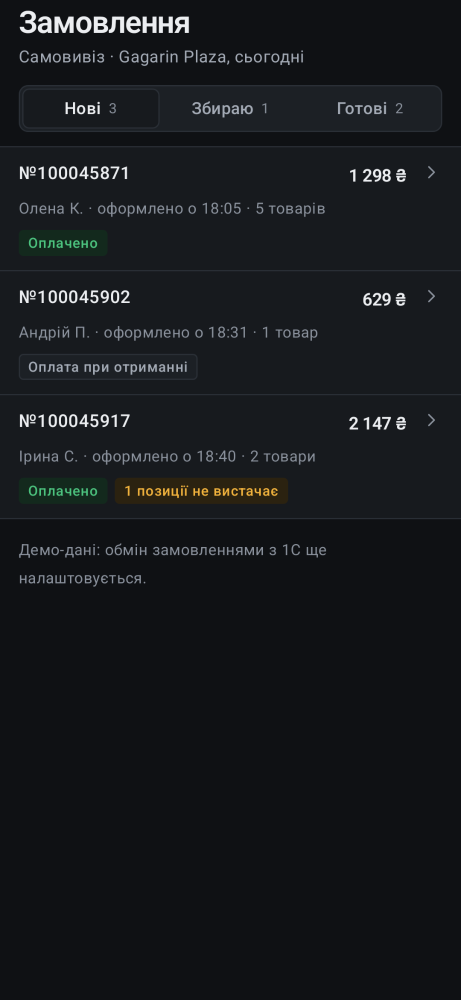 Замовлення
Самовивіз · Gagarin Plaza, сьогодні
Нові 3 Збираю 1 Готові 2
№100045871 1 298 ₴
Олена К. · оформлено о 18:05 · 5 товарів
Оплачено
№100045902 629 ₴
Андрій П. · оформлено о 18:31 · 1 товар
Оплата при отриманні
№100045917 2 147 ₴
Ірина С. · оформлено о 18:40 · 2 товари
Оплачено 1 позиції не вистачає
Демо-дані: обмін замовленнями з 1С ще
налаштовується.